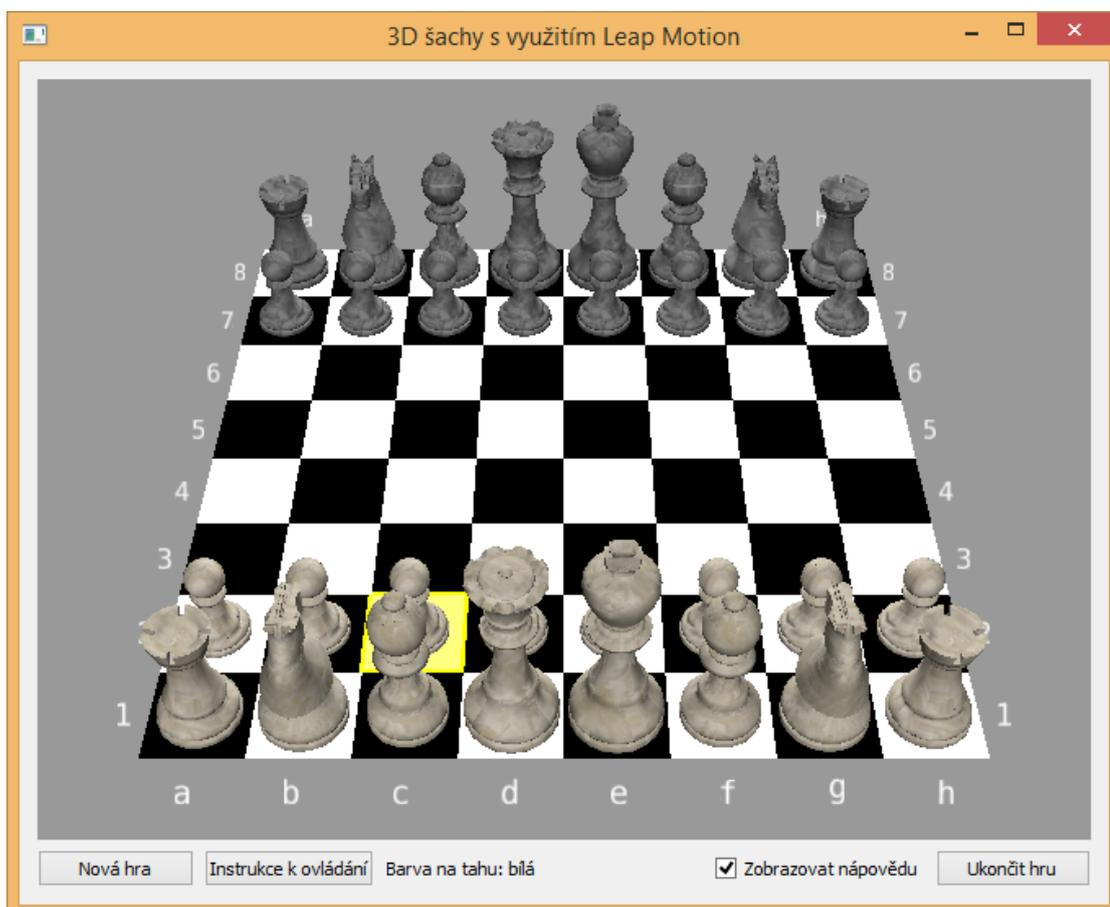 3D šachy s využitím Leap Motion
a h
8 8
7 7
6 6
5 5
4 4
3 3
2
1 1
a b c d e f g h
Nová hra Instrukce k ovládání Barva na tahu: bílá Zobrazovat nápovědu Ukončit hru